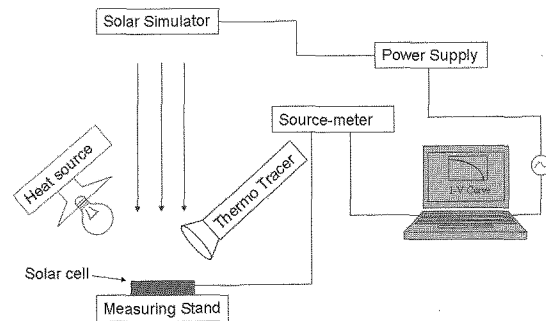 Solar Simulator
Power Supply
Source-meter
Heat source
Thermo Tracer
I-V Curve
Solar cell
Measuring Stand